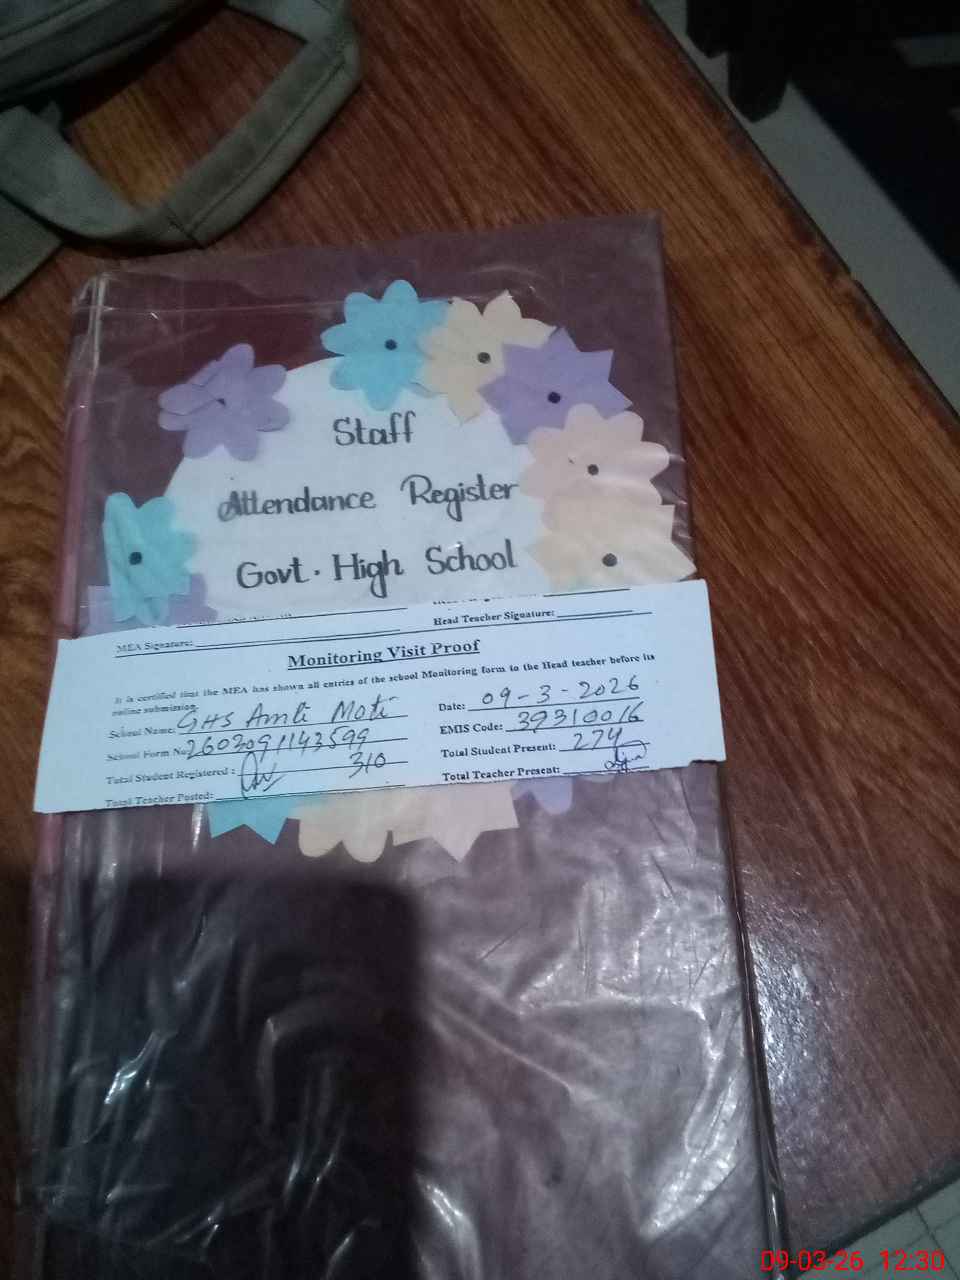 Staff
Attendance Register
Govt. High School
MEA Signature:
Head Teacher Signature:
Monitoring Visit Proof
It is certified that the MEA has shown all entries of the school Monitoring form to the Head teacher before its
online submission.
School Name: GHS Amli Moti
Date: 09-3-2026
School Form No: 2603091143599
EMIS Code: 39310016
Total Student Registered: 310
Total Student Present: 274
Total Teacher Posted:
Total Teacher Present:
09-03-26 12:30